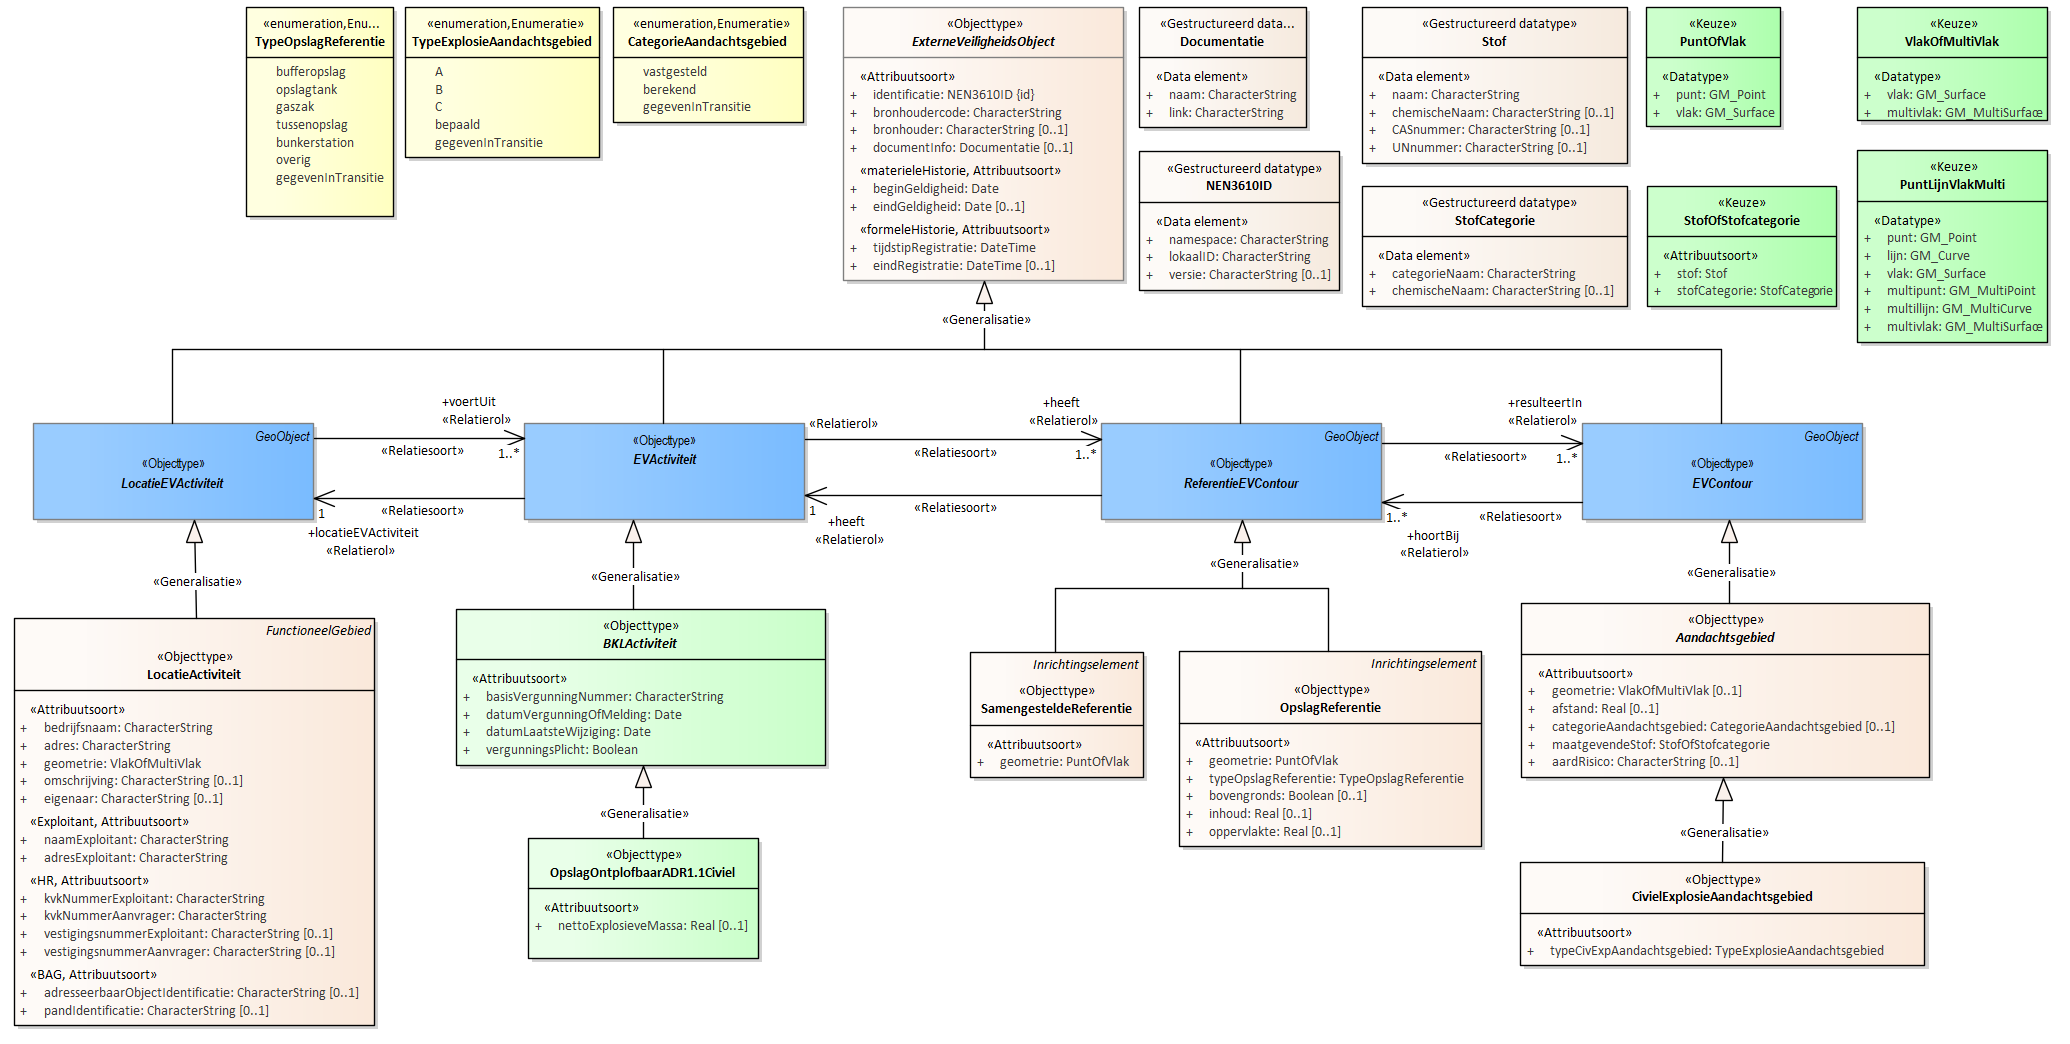 «enumeration,Enu...
TypeOpslagReferentie
bufferopslag
opslagtank
gaszak
tussenopslag
bunkerstation
overig
gegevenInTransitie
«enumeration,Enumeratie»
TypeExplosieAandachtsgebied
A
B
C
bepaald
gegevenInTransitie
«enumeration,Enumeratie»
CategorieAandachtsgebied
vastgesteld
berekend
gegevenInTransitie
«Objecttype»
ExterneVeiligheidsObject
«Attribuutsoort»
+ identificatie: NEN3610ID {id}
+ bronhoudercode: CharacterString
+ bronhouder: CharacterString [0..1]
+ documentInfo: Documentatie [0..1]
«materieleHistorie, Attribuutsoort»
+ beginGeldigheid: Date
+ eindGeldigheid: Date [0..1]
«formeleHistorie, Attribuutsoort»
+ tijdstipRegistratie: DateTime
+ eindRegistratie: DateTime [0..1]
«Gestructureerd data...
Documentatie
«Data element»
+ naam: CharacterString
+ link: CharacterString
«Gestructureerd datatype»
NEN3610ID
«Data element»
+ namespace: CharacterString
+ lokaalID: CharacterString
+ versie: CharacterString [0..1]
«Gestructureerd datatype»
Stof
«Data element»
+ naam: CharacterString
+ chemischeNaam: CharacterString [0..1]
+ CASnummer: CharacterString [0..1]
+ UNnummer: CharacterString [0..1]
«Gestructureerd datatype»
StofCategorie
«Data element»
+ categorieNaam: CharacterString
+ chemischeNaam: CharacterString [0..1]
«Keuze»
PuntOfVlak
«Datatype»
+ punt: GM_Point
+ vlak: GM_Surface
«Keuze»
StofOfStofcategorie
«Attribuutsoort»
+ stof: Stof
+ stofCategorie: StofCategorie
«Keuze»
VlakOfMultiVlak
«Datatype»
+ vlak: GM_Surface
+ multivlak: GM_MultiSurface
«Keuze»
PuntLijnVlakMulti
«Datatype»
+ punt: GM_Point
+ lijn: GM_Curve
+ vlak: GM_Surface
+ multipunt: GM_MultiPoint
+ multillijn: GM_MultiCurve
+ multivlak: GM_MultiSurface
«Generalisatie»
GeoObject
«Objecttype»
LocatieEVActiviteit
+voertUit
«Relatierol»
«Relatiesoort»
1..*
«Relatiesoort»
1
+locatieEVActiviteit
«Relatierol»
«Objecttype»
EVActiviteit
«Relatierol»
+heeft
«Relatierol»
«Relatiesoort»
1..*
«Relatiesoort»
1
+heeft
«Relatierol»
GeoObject
«Objecttype»
ReferentieEVContour
+resulteertIn
«Relatierol»
«Relatiesoort»
1..*
«Relatiesoort»
1..*
+hoortBij
«Relatierol»
GeoObject
«Objecttype»
EVContour
«Generalisatie»
FunctioneelGebied
«Objecttype»
LocatieActiviteit
«Attribuutsoort»
+ bedrijfsnaam: CharacterString
+ adres: CharacterString
+ geometrie: VlakOfMultiVlak
+ omschrijving: CharacterString [0..1]
+ eigenaar: CharacterString [0..1]
«Exploitant, Attribuutsoort»
+ naamExploitant: CharacterString
+ adresExploitant: CharacterString
«HR, Attribuutsoort»
+ kvkNummerExploitant: CharacterString
+ kvkNummerAanvrager: CharacterString
+ vestigingsnummerExploitant: CharacterString [0..1]
+ vestigingsnummerAanvrager: CharacterString [0..1]
«BAG, Attribuutsoort»
+ adresseerbaarObjectIdentificatie: CharacterString [0..1]
+ pandIdentificatie: CharacterString [0..1]
«Generalisatie»
«Objecttype»
BKLActiviteit
«Attribuutsoort»
+ basisVergunningNummer: CharacterString
+ datumVergunningOfMelding: Date
+ datumLaatsteWijziging: Date
+ vergunningsPlicht: Boolean
«Generalisatie»
«Objecttype»
OpslagOntplofbaarADR1.1Civiel
«Attribuutsoort»
+ nettoExplosieveMassa: Real [0..1]
«Generalisatie»
Inrichtingselement
«Objecttype»
SamengesteldeReferentie
«Attribuutsoort»
+ geometrie: PuntOfVlak
Inrichtingselement
«Objecttype»
OpslagReferentie
«Attribuutsoort»
+ geometrie: PuntOfVlak
+ typeOpslagReferentie: TypeOpslagReferentie
+ bovengronds: Boolean [0..1]
+ inhoud: Real [0..1]
+ oppervlakte: Real [0..1]
«Generalisatie»
«Objecttype»
Aandachtsgebied
«Attribuutsoort»
+ geometrie: VlakOfMultiVlak [0..1]
+ afstand: Real [0..1]
+ categorieAandachtsgebied: CategorieAandachtsgebied [0..1]
+ maatgevendeStof: StofOfStofcategorie
+ aardRisico: CharacterString [0..1]
«Generalisatie»
«Objecttype»
CivielExplosieAandachtsgebied
«Attribuutsoort»
+ typeCivExpAandachtsgebied: TypeExplosieAandachtsgebied